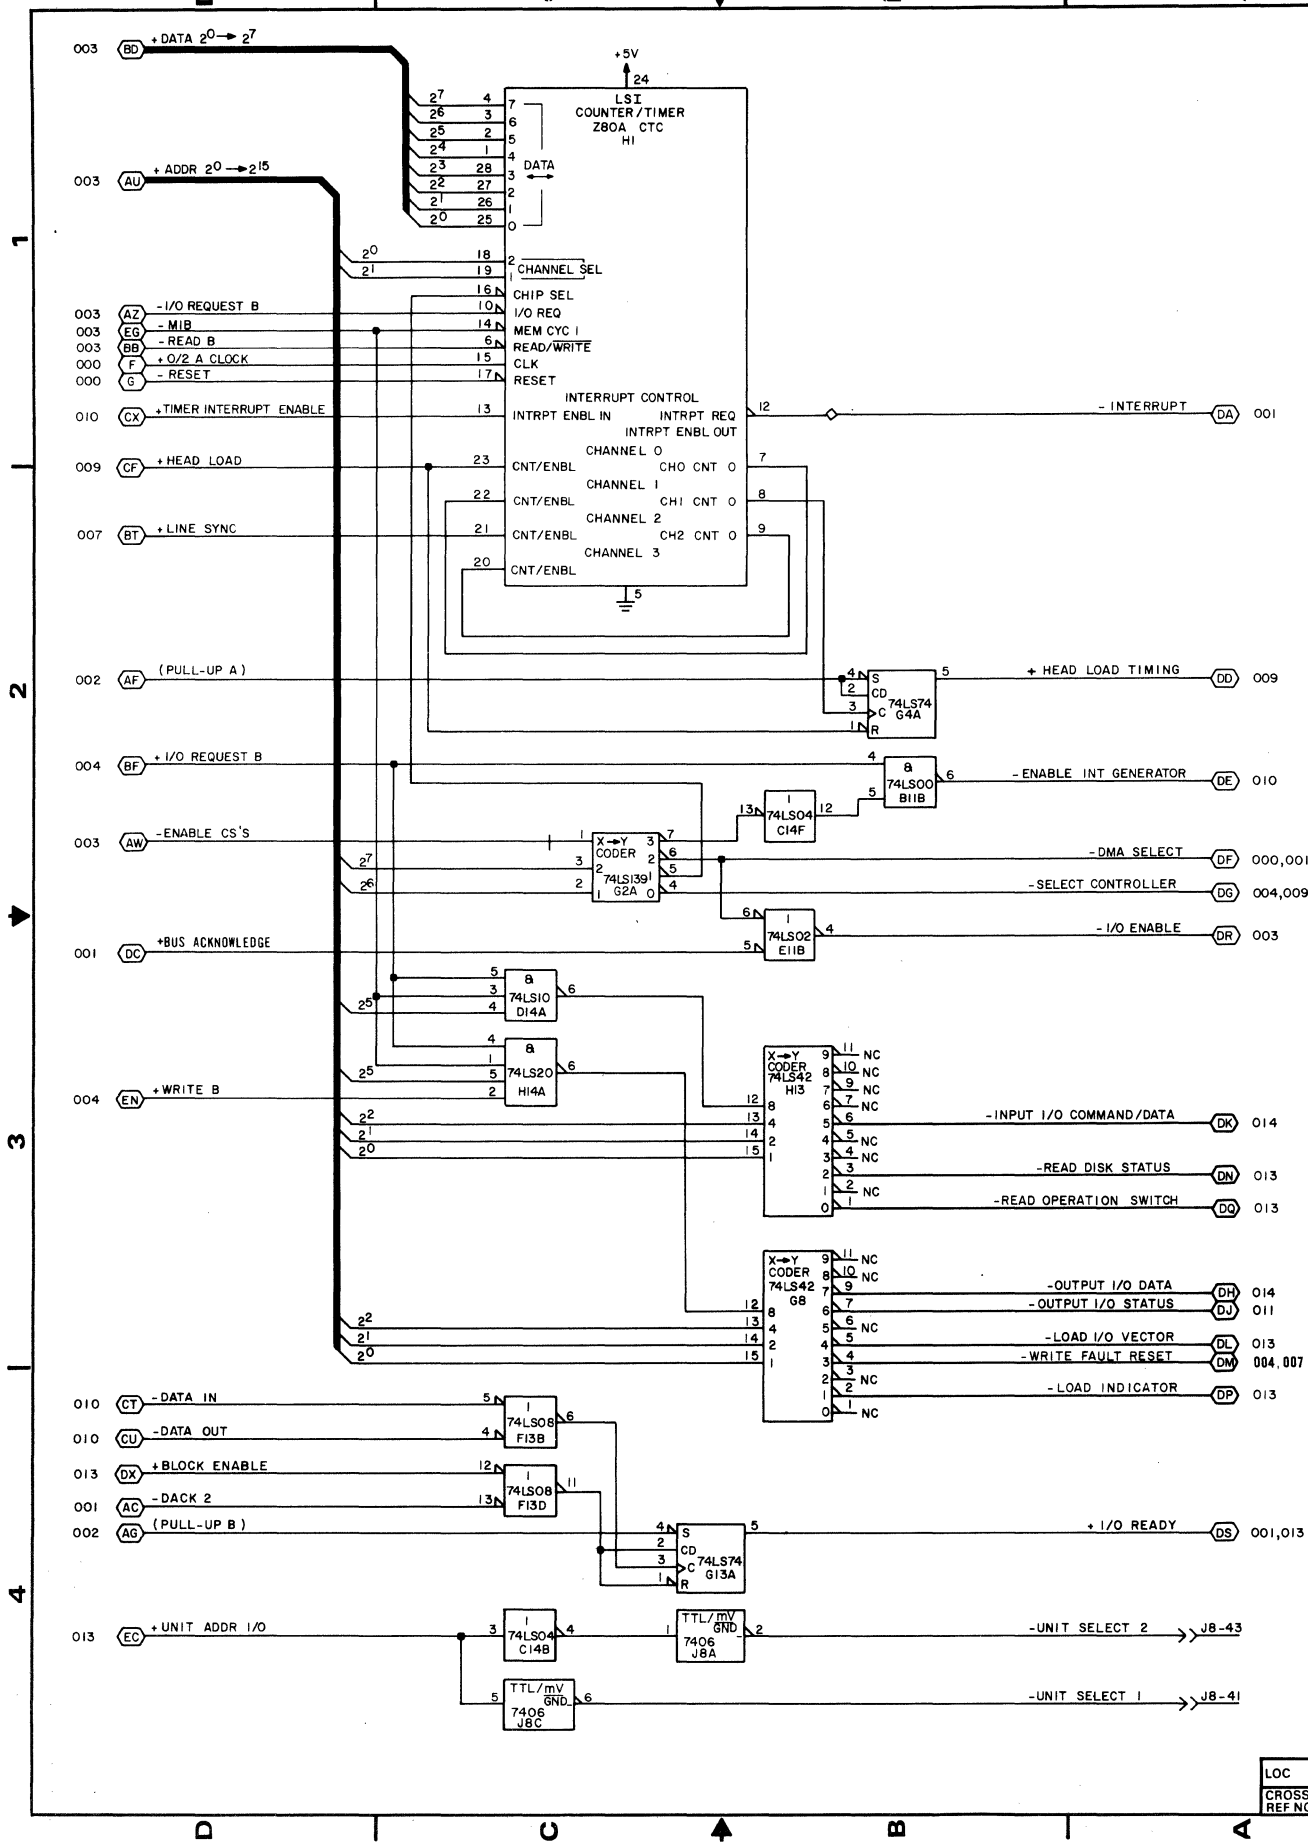 003 BD + DATA 2⁰→2⁷
+5V
24
LSI
COUNTER/TIMER
Z80A CTC
H1
2⁷ 4 7
2⁶ 3 6
2⁵ 2 5
2⁴ 1 4
2³ 28 3 DATA
2² 27 2
2¹ 26 1
2⁰ 25 0
003 AU + ADDR 2⁰→2¹⁵
1
2⁰ 18 2
CHANNEL SEL
2¹ 19 1
16 CHIP SEL
003 AZ -I/O REQUEST B 10 I/O REQ
003 EG - MIB 14 MEM CYC 1
003 BB - READ B 6 READ/WRITE
000 F + O/2 A CLOCK 15 CLK
000 G - RESET 17 RESET
INTERRUPT CONTROL
010 CX +TIMER INTERRUPT ENABLE 13 INTRPT ENBL IN INTRPT REQ 12 - INTERRUPT DA 001
INTRPT ENBL OUT
CHANNEL 0
009 CF +HEAD LOAD 23 CNT/ENBL CH0 CNT O 7
CHANNEL 1
22 CNT/ENBL CH1 CNT O 8
CHANNEL 2
007 BT +LINE SYNC 21 CNT/ENBL CH2 CNT O 9
CHANNEL 3
20 CNT/ENBL
5
2
002 AF (PULL-UP A) 4 S 5 + HEAD LOAD TIMING DD 009
2 CD
74LS74
3 C G4A
1 R
004 BF + I/O REQUEST B 4 &
74LS00 6 -ENABLE INT GENERATOR DE 010
5 B11B
13 1 12
74LS04
C14F
003 AW -ENABLE CS'S 1 X→Y 3 7
CODER 2 6 -DMA SELECT DF 000,001
2⁷ 3 2
74LS139 1 5
2⁶ 2 1 G2A 0 4 -SELECT CONTROLLER DG 004,009
6 1
74LS02 4 -I/O ENABLE DR 003
001 DC +BUS ACKNOWLEDGE 5 E11B
5 &
3 74LS10 6
2⁵ 4 D14A
4 &
1 74LS20 6
2⁵ 5
004 EN +WRITE B 2 H14A
3
X→Y 9 11 NC
CODER 8 10 NC
74LS42 7 9 NC
H13
2² 12 8 6 7 NC
2¹ 13 4 5 6 -INPUT I/O COMMAND/DATA DK 014
2⁰ 14 2 4 5 NC
15 1 3 4 NC
2 3 -READ DISK STATUS DN 013
1 2 NC
0 1 -READ OPERATION SWITCH DQ 013
X→Y 9 11 NC
CODER 8 10 NC
74LS42 7 9 -OUTPUT I/O DATA DH 014
G8
12 8 6 7 -OUTPUT I/O STATUS DJ 011
2² 13 4 5 6 NC
2¹ 14 2 4 5 -LOAD I/O VECTOR DL 013
2⁰ 15 1 3 4 -WRITE FAULT RESET DM 004,007
2 3 NC
1 2 -LOAD INDICATOR DP 013
0 1 NC
010 CT -DATA IN 5 1
74LS08 6
010 CU -DATA OUT 4 F13B
013 DX +BLOCK ENABLE 12 1
74LS08 11
001 AC -DACK 2 13 F13D
002 AG (PULL-UP B) 4 S 5 + I/O READY DS 001,013
2 CD
3 C 74LS74
G13A
1 R
4
013 EC + UNIT ADDR I/O 3 1
74LS04 4
C14B
1 TTL/mV
GND 2 -UNIT SELECT 2 J8-43
7406
J8A
5 TTL/mV
GND 6 -UNIT SELECT 1 J8-41
7406
J8C
LOC
CROSS
REF NO
D C B A